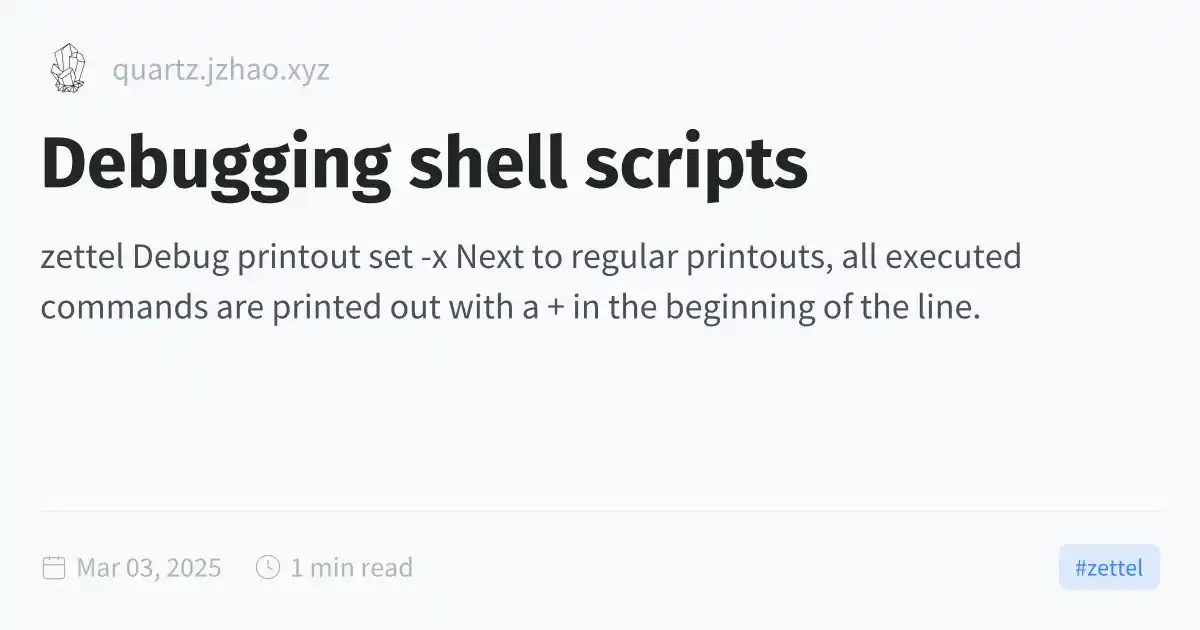 quartz.jzhao.xyz
Debugging shell scripts
zettel Debug printout set -x Next to regular printouts, all executed
commands are printed out with a + in the beginning of the line.
Mar 03, 2025
1 min read
#zettel